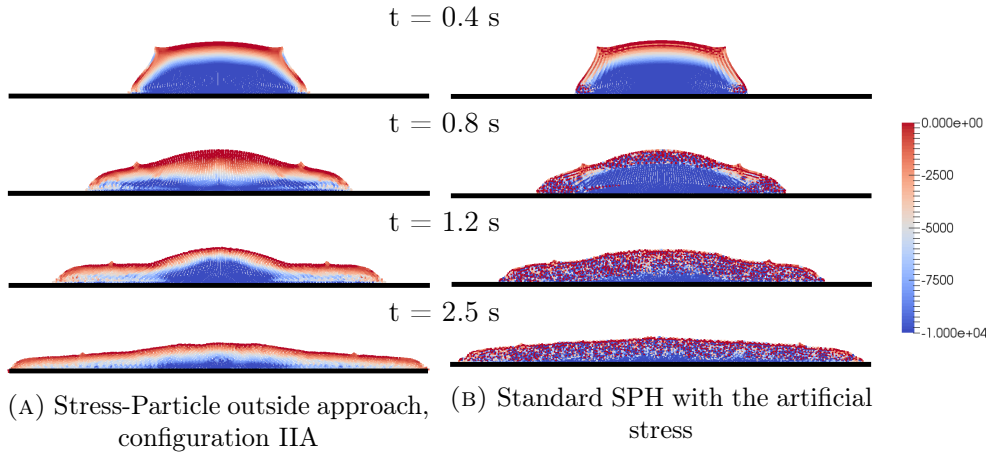 t = 0.4 s
t = 0.8 s
t = 1.2 s
t = 2.5 s
0.000e+00
-2500
-5000
-7500
-1.000e+04
(A) Stress-Particle outside approach,
configuration IIA
(B) Standard SPH with the artificial
stress